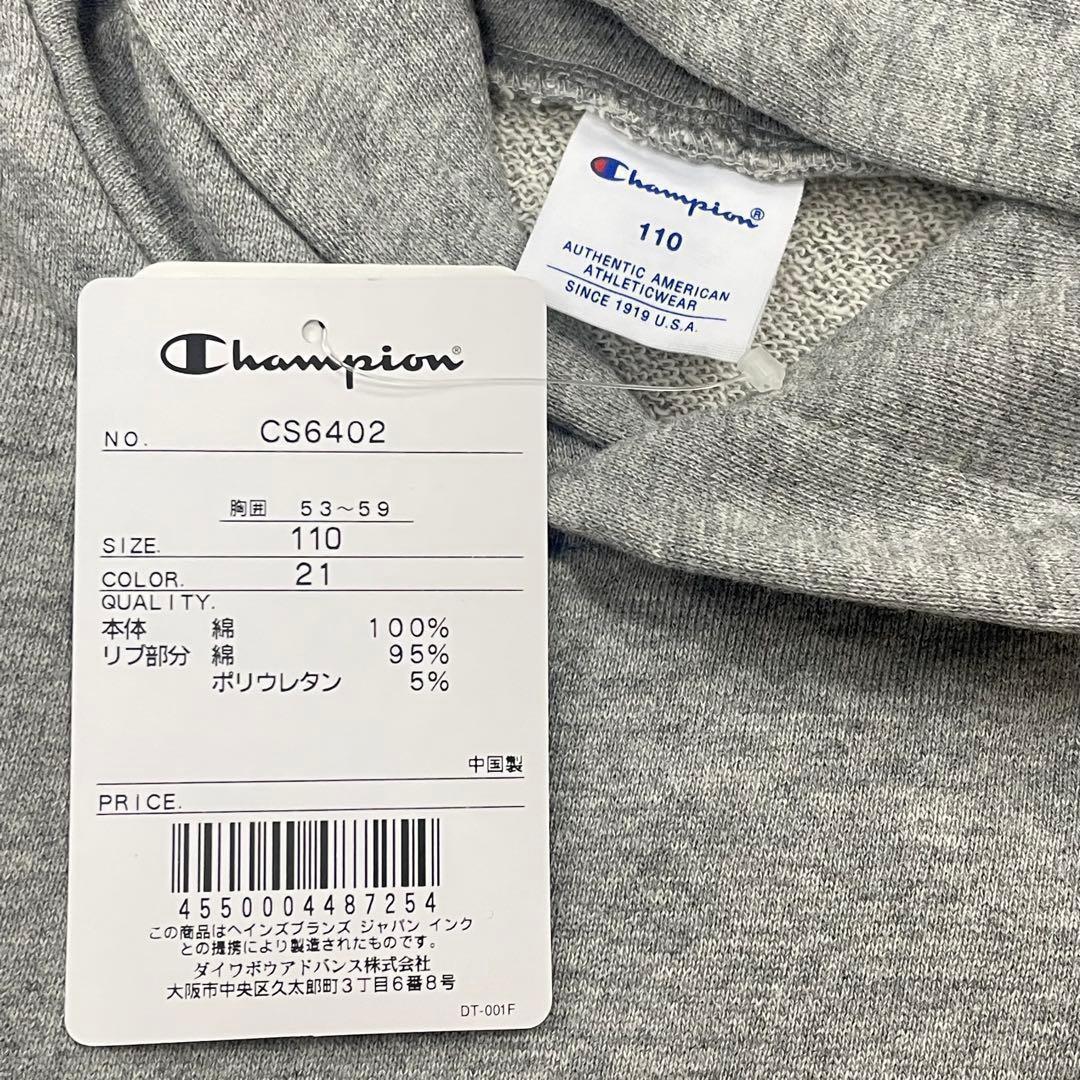 Champion®
NO. CS6402
胸囲 53〜59
SIZE. 110
COLOR. 21
QUALITY.
本体 綿 100%
リブ部分 綿 95%
ポリウレタン 5%
中国製
PRICE.
4550004487254
この商品はヘインズブランズ ジャパン インク
との提携により製造されたものです。
ダイワボウアドバンス株式会社
大阪市中央区久太郎町3丁目6番8号
DT-001F
Champion®
110
AUTHENTIC AMERICAN
ATHLETICWEAR
SINCE 1919 U.S.A.